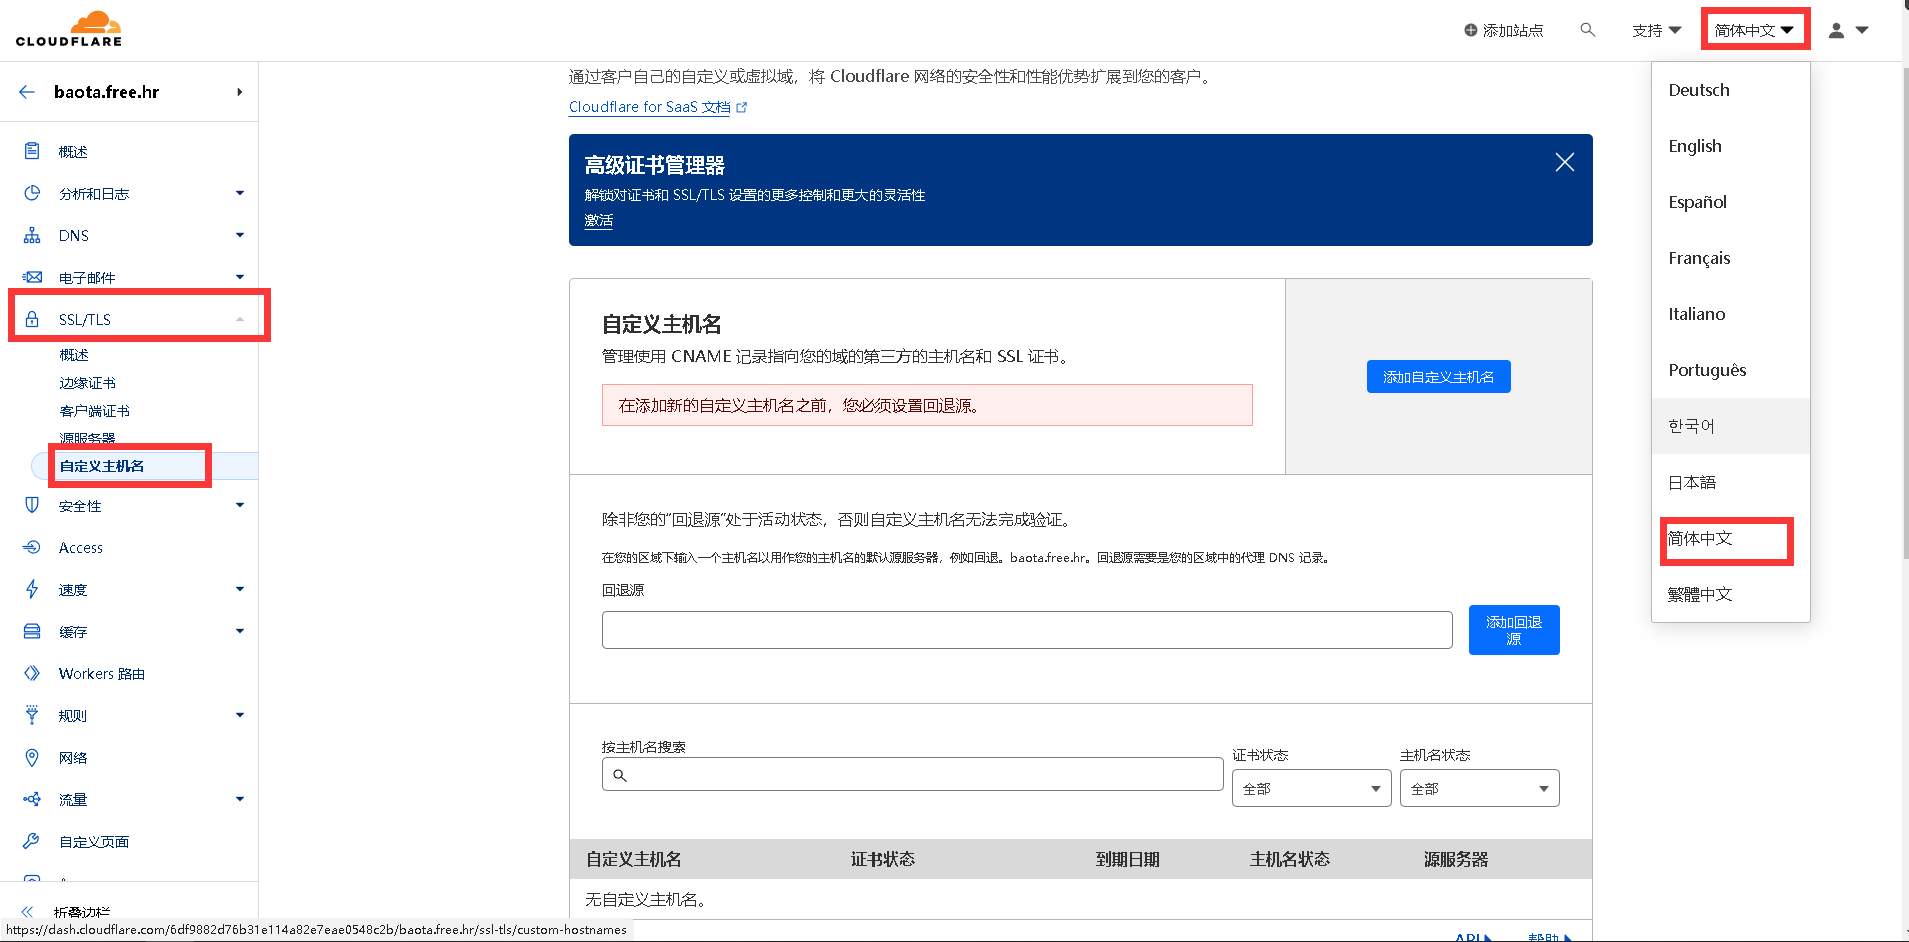 CLOUDFLARE
添加站点
支持
简体中文
baota.free.hr
概述
分析和日志
DNS
电子邮件
SSL/TLS
概述
边缘证书
客户端证书
源服务器
自定义主机名
安全性
Access
速度
缓存
Workers 路由
规则
网络
流量
自定义页面
折叠边栏
https://dash.cloudflare.com/6df9882d76b31e114a82e7eae0548c2b/baota.free.hr/ssl-tls/custom-hostnames
通过客户自己的自定义或虚拟域，将 Cloudflare 网络的安全性和性能优势扩展到您的客户。
Cloudflare for SaaS 文档
高级证书管理器
解锁对证书和 SSL/TLS 设置的更多控制和更大的灵活性
激活
自定义主机名
管理使用 CNAME 记录指向您的域的第三方的主机名和 SSL 证书。
在添加新的自定义主机名之前，您必须设置回退源。
添加自定义主机名
除非您的“回退源”处于活动状态，否则自定义主机名无法完成验证。
在您的区域下输入一个主机名以用作您的主机名的默认源服务器，例如回退。baota.free.hr。回退源需要是您的区域中的代理 DNS 记录。
回退源
添加回退
源
按主机名搜索
证书状态
主机名状态
全部
全部
自定义主机名 证书状态 到期日期 主机名状态 源服务器
无自定义主机名。
API
帮助
Deutsch
English
Español
Français
Italiano
Português
한국어
日本語
简体中文
繁體中文